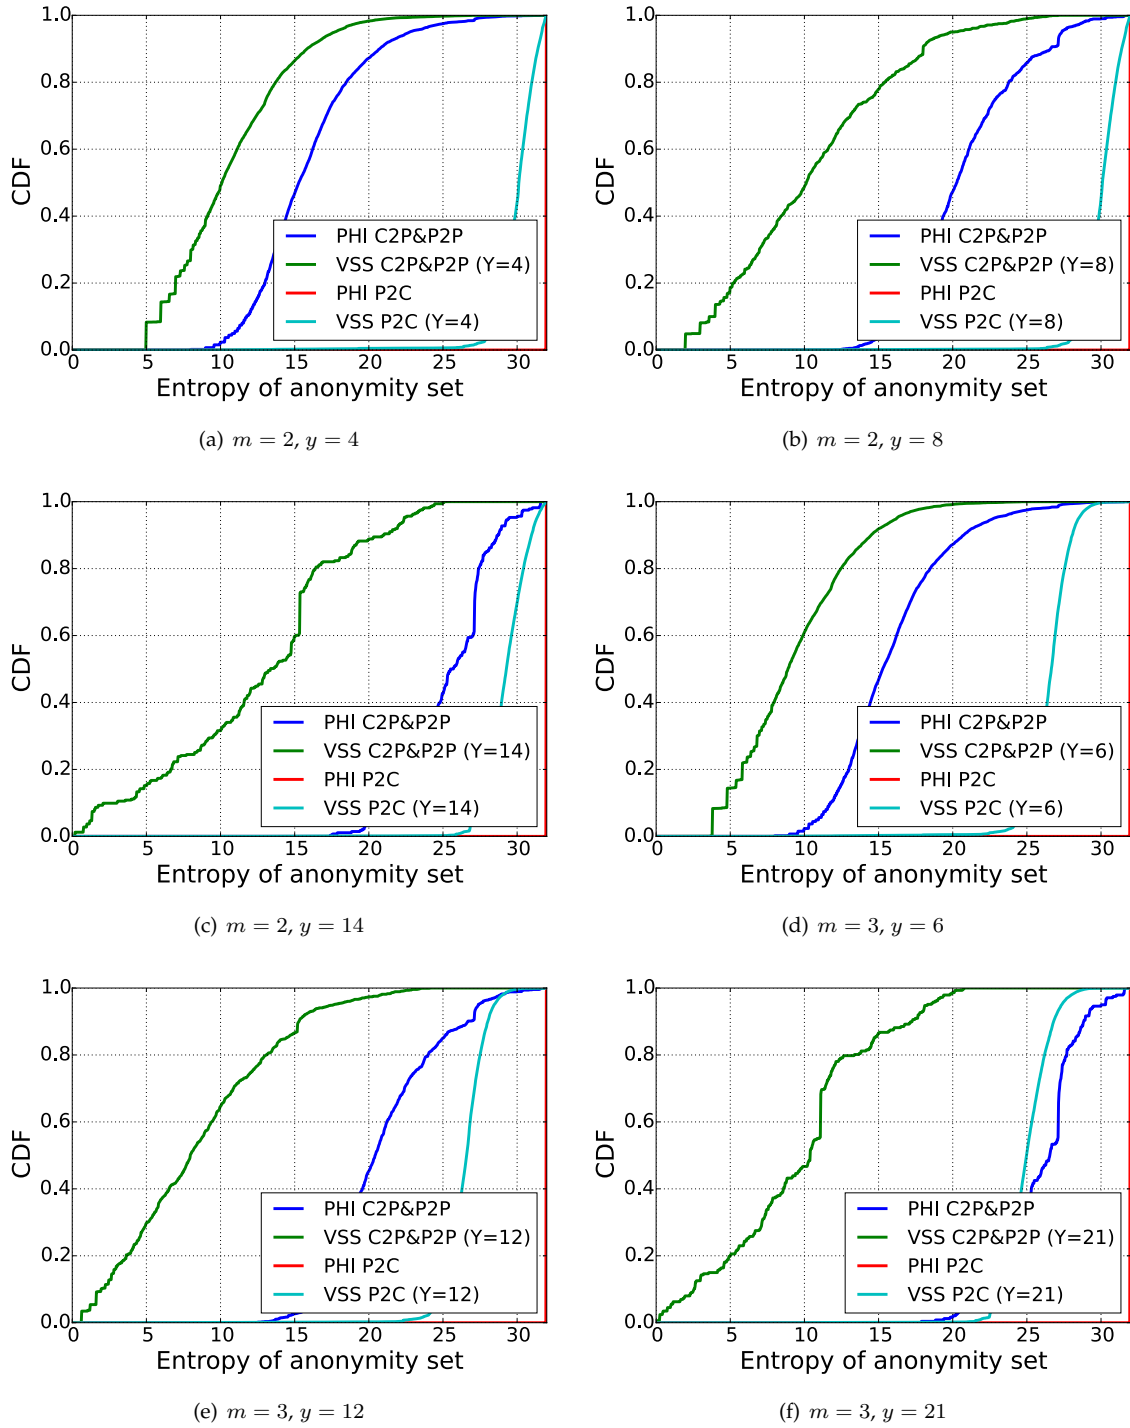 1.0
0.8
0.6
0.4
0.2
0.0
CDF
PHI C2P&P2P
VSS C2P&P2P (Y=4)
PHI P2C
VSS P2C (Y=4)
0 5 10 15 20 25 30
Entropy of anonymity set
(a) m = 2, y = 4
1.0
0.8
0.6
0.4
0.2
0.0
CDF
PHI C2P&P2P
VSS C2P&P2P (Y=8)
PHI P2C
VSS P2C (Y=8)
0 5 10 15 20 25 30
Entropy of anonymity set
(b) m = 2, y = 8
1.0
0.8
0.6
0.4
0.2
0.0
CDF
PHI C2P&P2P
VSS C2P&P2P (Y=14)
PHI P2C
VSS P2C (Y=14)
0 5 10 15 20 25 30
Entropy of anonymity set
(c) m = 2, y = 14
1.0
0.8
0.6
0.4
0.2
0.0
CDF
PHI C2P&P2P
VSS C2P&P2P (Y=6)
PHI P2C
VSS P2C (Y=6)
0 5 10 15 20 25 30
Entropy of anonymity set
(d) m = 3, y = 6
1.0
0.8
0.6
0.4
0.2
0.0
CDF
PHI C2P&P2P
VSS C2P&P2P (Y=12)
PHI P2C
VSS P2C (Y=12)
0 5 10 15 20 25 30
Entropy of anonymity set
(e) m = 3, y = 12
1.0
0.8
0.6
0.4
0.2
0.0
CDF
PHI C2P&P2P
VSS C2P&P2P (Y=21)
PHI P2C
VSS P2C (Y=21)
0 5 10 15 20 25 30
Entropy of anonymity set
(f) m = 3, y = 21